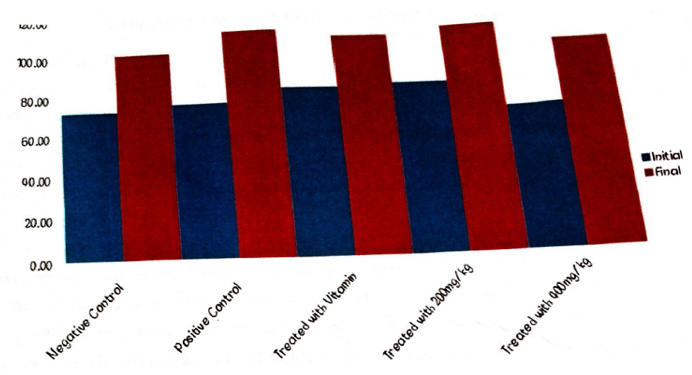 120.00
100.00
80.00
60.00
40.00
20.00
0.00
Negative Control
Positive Control
Treated with Vitamin
Treated with 200mg/kg
Treated with 400mg/kg
Initial
Final